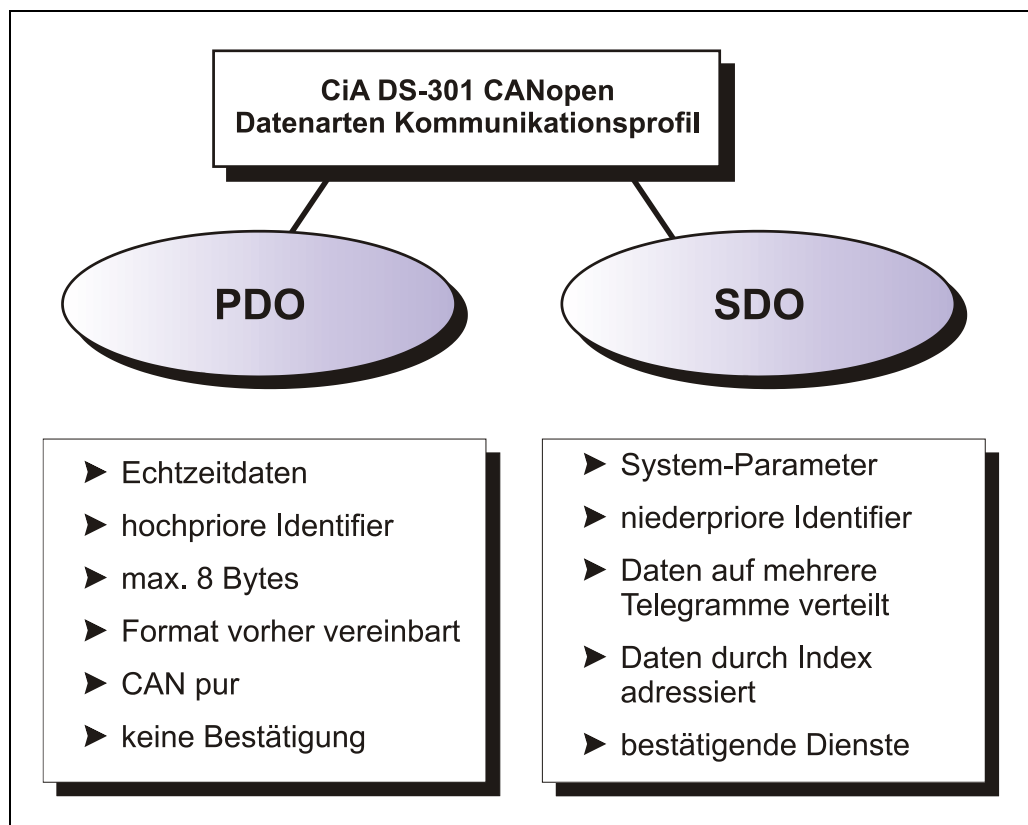 CiA DS-301 CANopen
Datenarten Kommunikationsprofil
PDO
SDO
➤ Echtzeitdaten
➤ hochpriore Identifier
➤ max. 8 Bytes
➤ Format vorher vereinbart
➤ CAN pur
➤ keine Bestätigung
➤ System-Parameter
➤ niederpriore Identifier
➤ Daten auf mehrere
Telegramme verteilt
➤ Daten durch Index
adressiert
➤ bestätigende Dienste